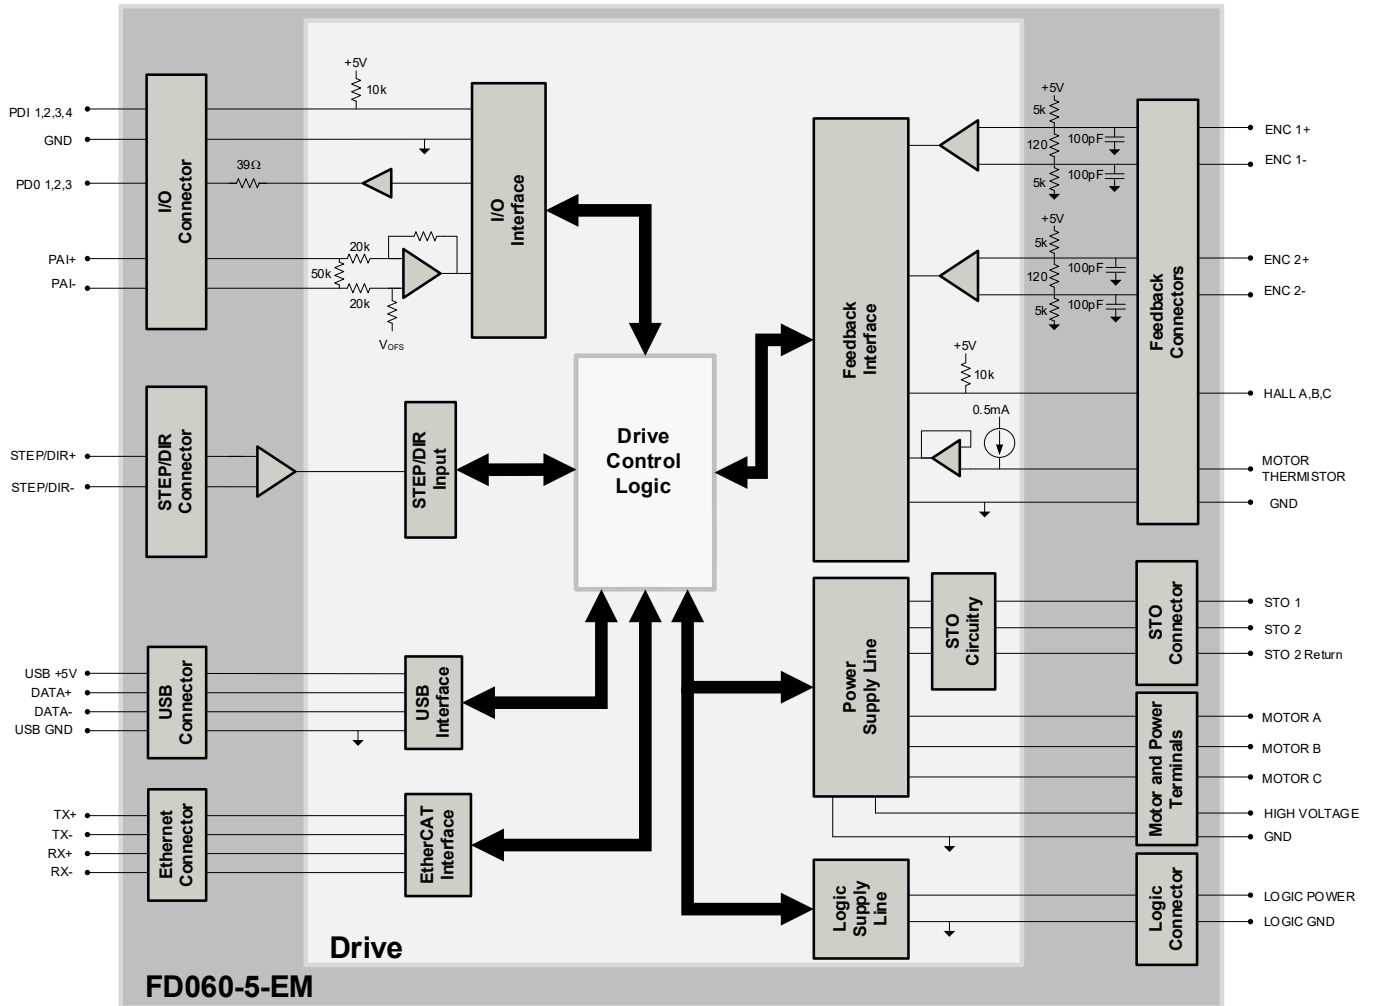 PDI 1,2,3,4
GND
PD0 1,2,3
PAI+
PAI-
I/O
Connector
+5V
10k
39Ω
20k
50k
20k
VOFS
I/O
Interface
STEP/DIR+
STEP/DIR-
STEP/DIR
Connector
STEP/DIR
Input
USB +5V
DATA+
DATA-
USB GND
USB
Connector
USB
Interface
TX+
TX-
RX+
RX-
Ethernet
Connector
EtherCAT
Interface
Drive
Control
Logic
Feedback
Interface
+5V
5k
120
5k
100pF
100pF
+5V
5k
120
5k
100pF
100pF
+5V
10k
0.5mA
Feedback
Connectors
ENC 1+
ENC 1-
ENC 2+
ENC 2-
HALL A,B,C
MOTOR
THERMISTOR
GND
Power
Supply Line
STO
Circuitry
STO
Connector
STO 1
STO 2
STO 2 Return
Motor and Power
Terminals
MOTOR A
MOTOR B
MOTOR C
HIGH VOLTAGE
GND
Logic
Supply
Line
Logic
Connector
LOGIC POWER
LOGIC GND
Drive
FD060-5-EM